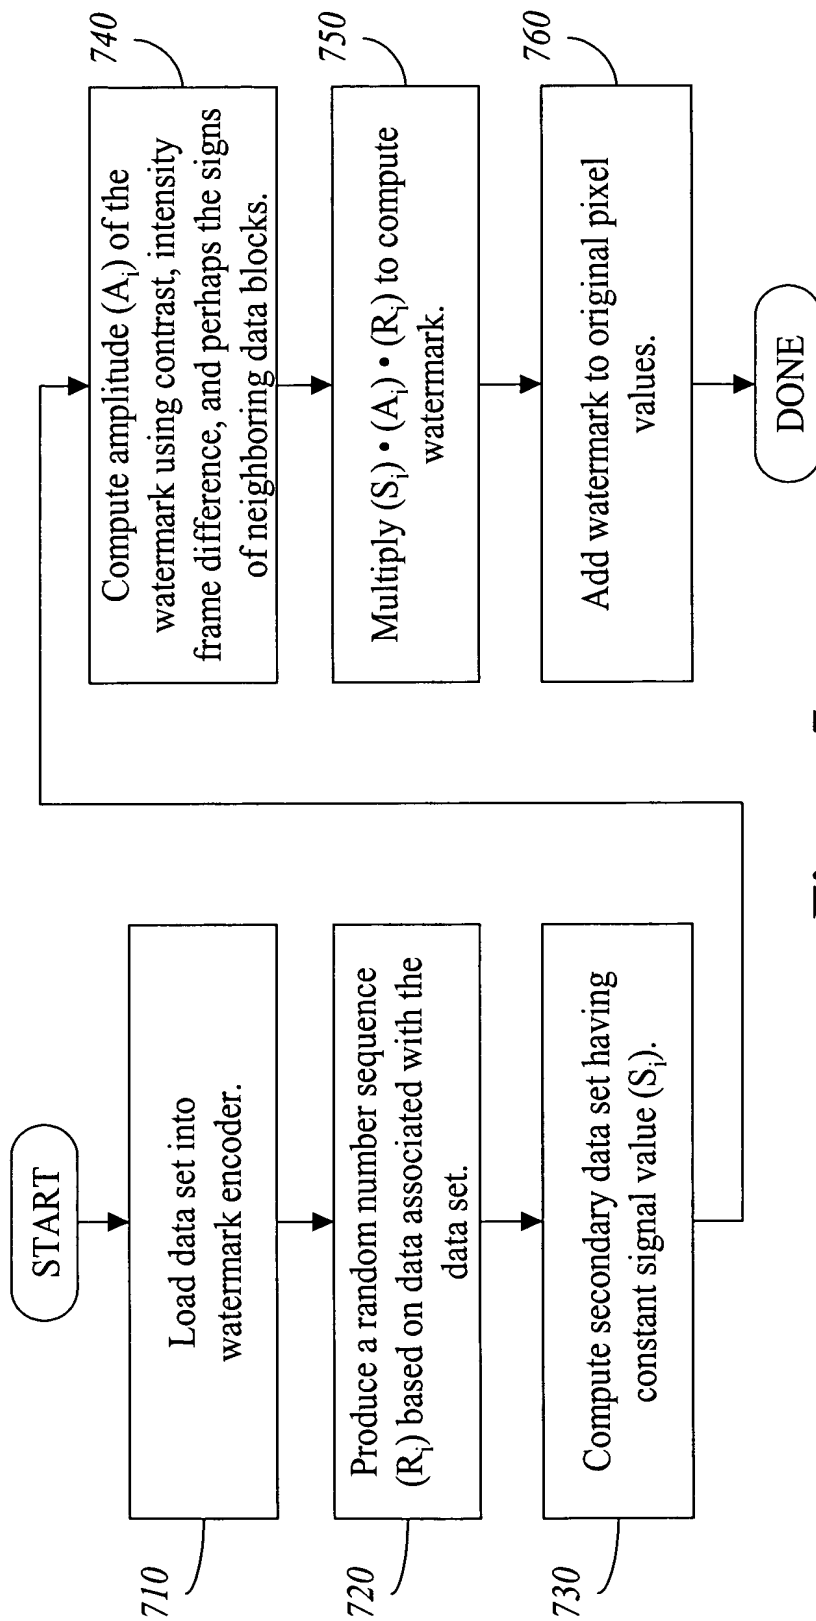 START
Load data set into
watermark encoder.
710
Produce a random number sequence
(Rᵢ) based on data associated with the
data set.
720
Compute secondary data set having
constant signal value (Sᵢ).
730
Compute amplitude (Aᵢ) of the
watermark using contrast, intensity
frame difference, and perhaps the signs
of neighboring data blocks.
740
Multiply (Sᵢ) • (Aᵢ) • (Rᵢ) to compute
watermark.
750
Add watermark to original pixel
values.
760
DONE